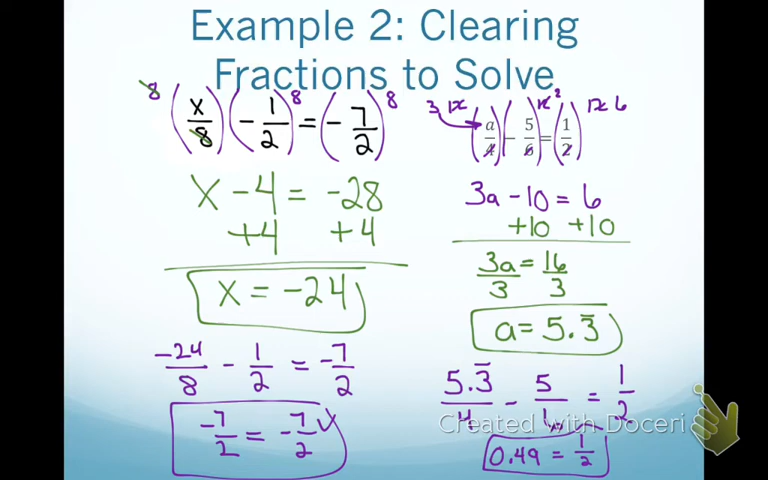 Example 2: Clearing
Fractions to Solve
8 (x/8) (- 1/2) 8 = (- 7/2) 8
x - 4 = -28
+4 +4
x = -24
-24/8 - 1/2 = -7/2
-7/2 = -7/2 ✓
3 12 (a/4) (- 5/6) 12 2 = (1/2) 12 6
3a - 10 = 6
+10 +10
3a/3 = 16/3
a = 5.3̅
5.3̅/4 - 5/ = 1/2
Created with Doceri
0.49 = 1/2